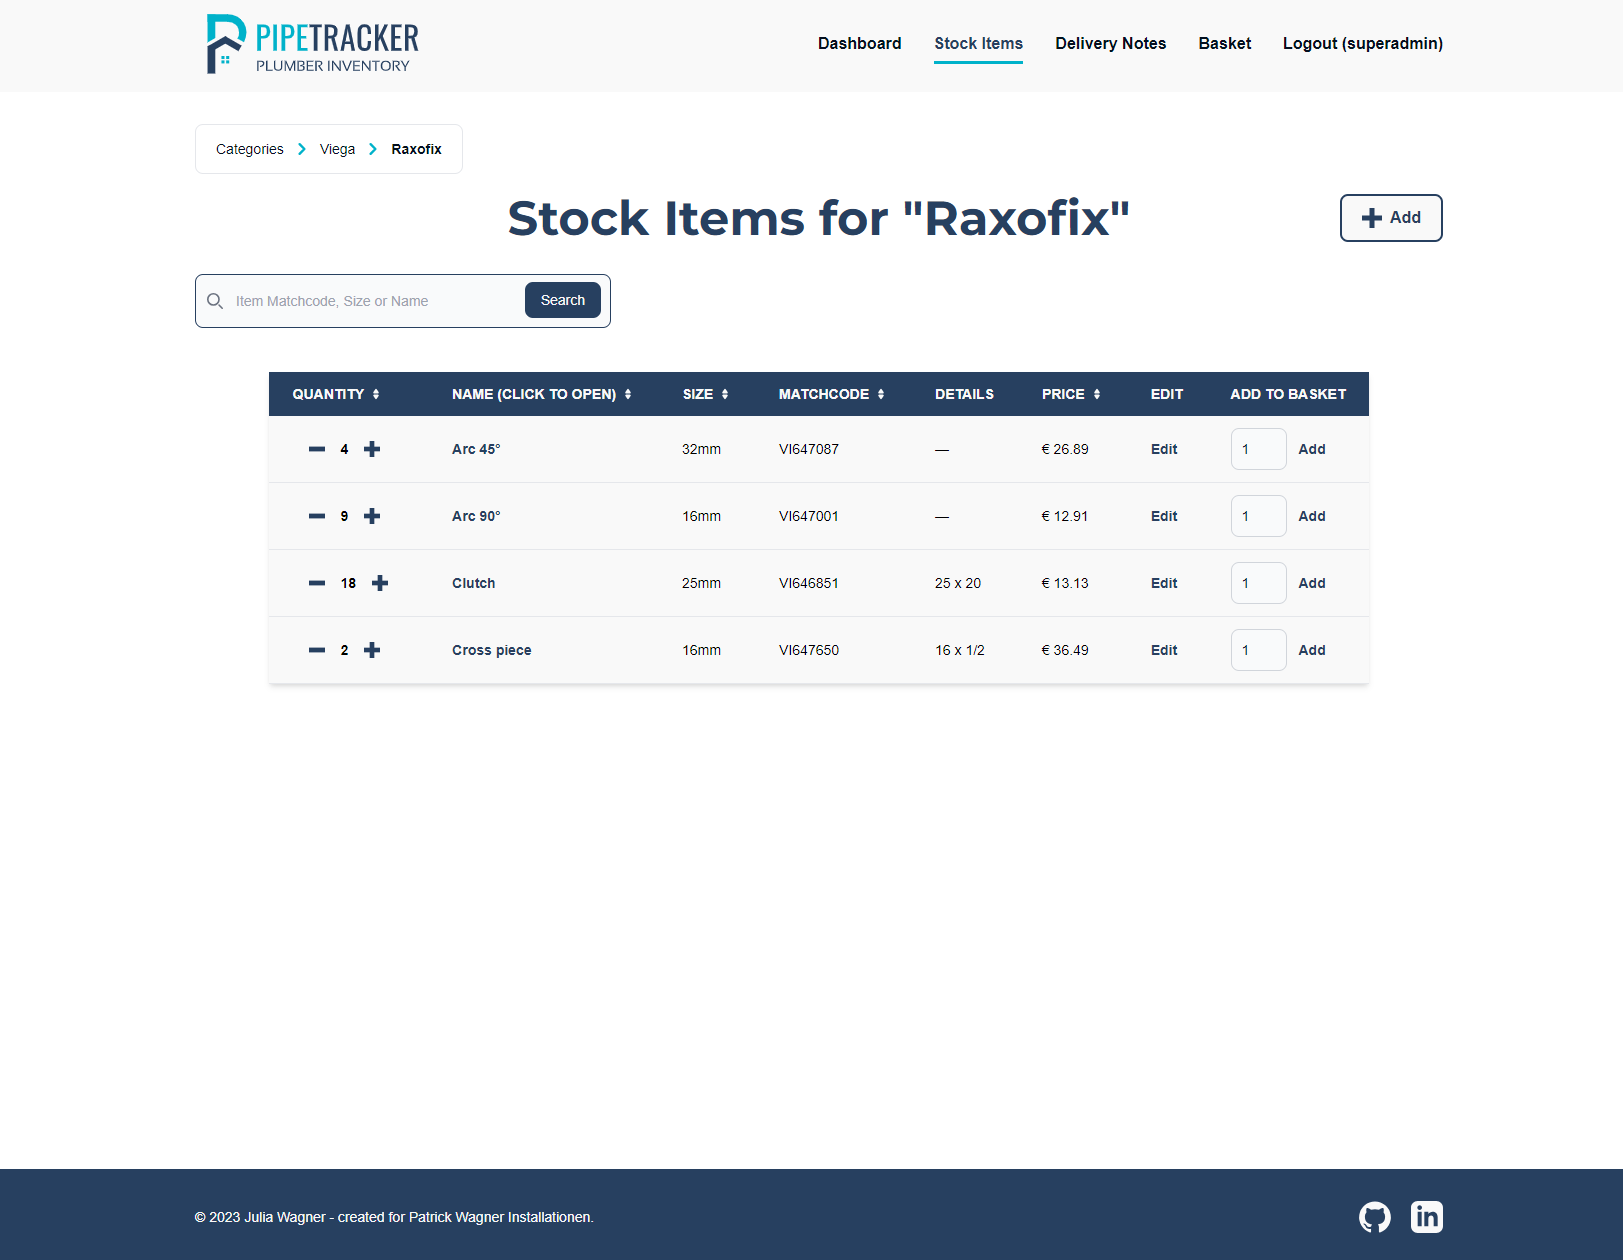 PIPETRACKER
PLUMBER INVENTORY
Dashboard Stock Items Delivery Notes Basket Logout (superadmin)
Categories Viega Raxofix
Stock Items for "Raxofix"
Add
Item Matchcode, Size or Name Search
QUANTITY NAME (CLICK TO OPEN) SIZE MATCHCODE DETAILS PRICE EDIT ADD TO BASKET
4 Arc 45° 32mm VI647087 — € 26.89 Edit 1 Add
9 Arc 90° 16mm VI647001 — € 12.91 Edit 1 Add
18 Clutch 25mm VI646851 25 x 20 € 13.13 Edit 1 Add
2 Cross piece 16mm VI647650 16 x 1/2 € 36.49 Edit 1 Add
© 2023 Julia Wagner - created for Patrick Wagner Installationen.
in